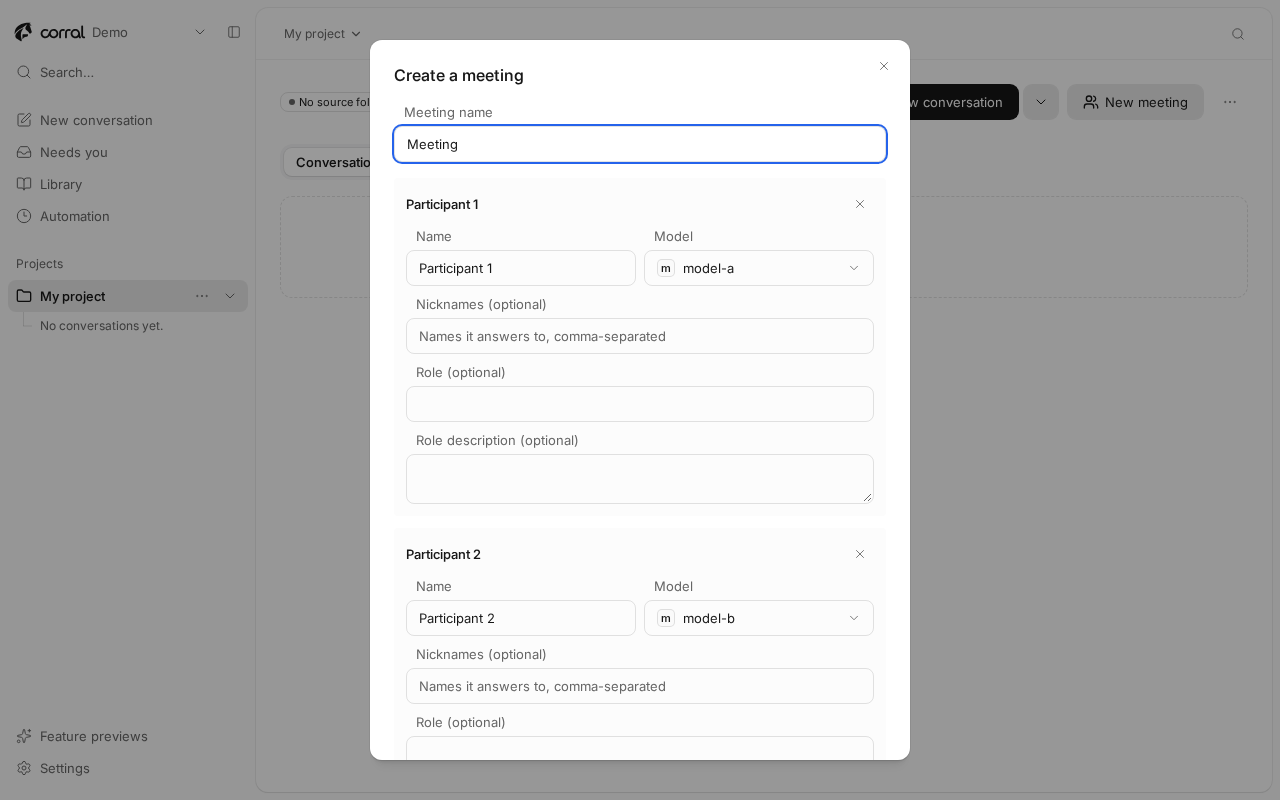 corral Demo
Search...
New conversation
Needs you
Library
Automation
Projects
My project
No conversations yet.
Feature previews
Settings
My project
No source fol
w conversation
New meeting
Conversatio
Create a meeting
Meeting name
Meeting
Participant 1
Name
Model
Participant 1
m model-a
Nicknames (optional)
Names it answers to, comma-separated
Role (optional)
Role description (optional)
Participant 2
Name
Model
Participant 2
m model-b
Nicknames (optional)
Names it answers to, comma-separated
Role (optional)